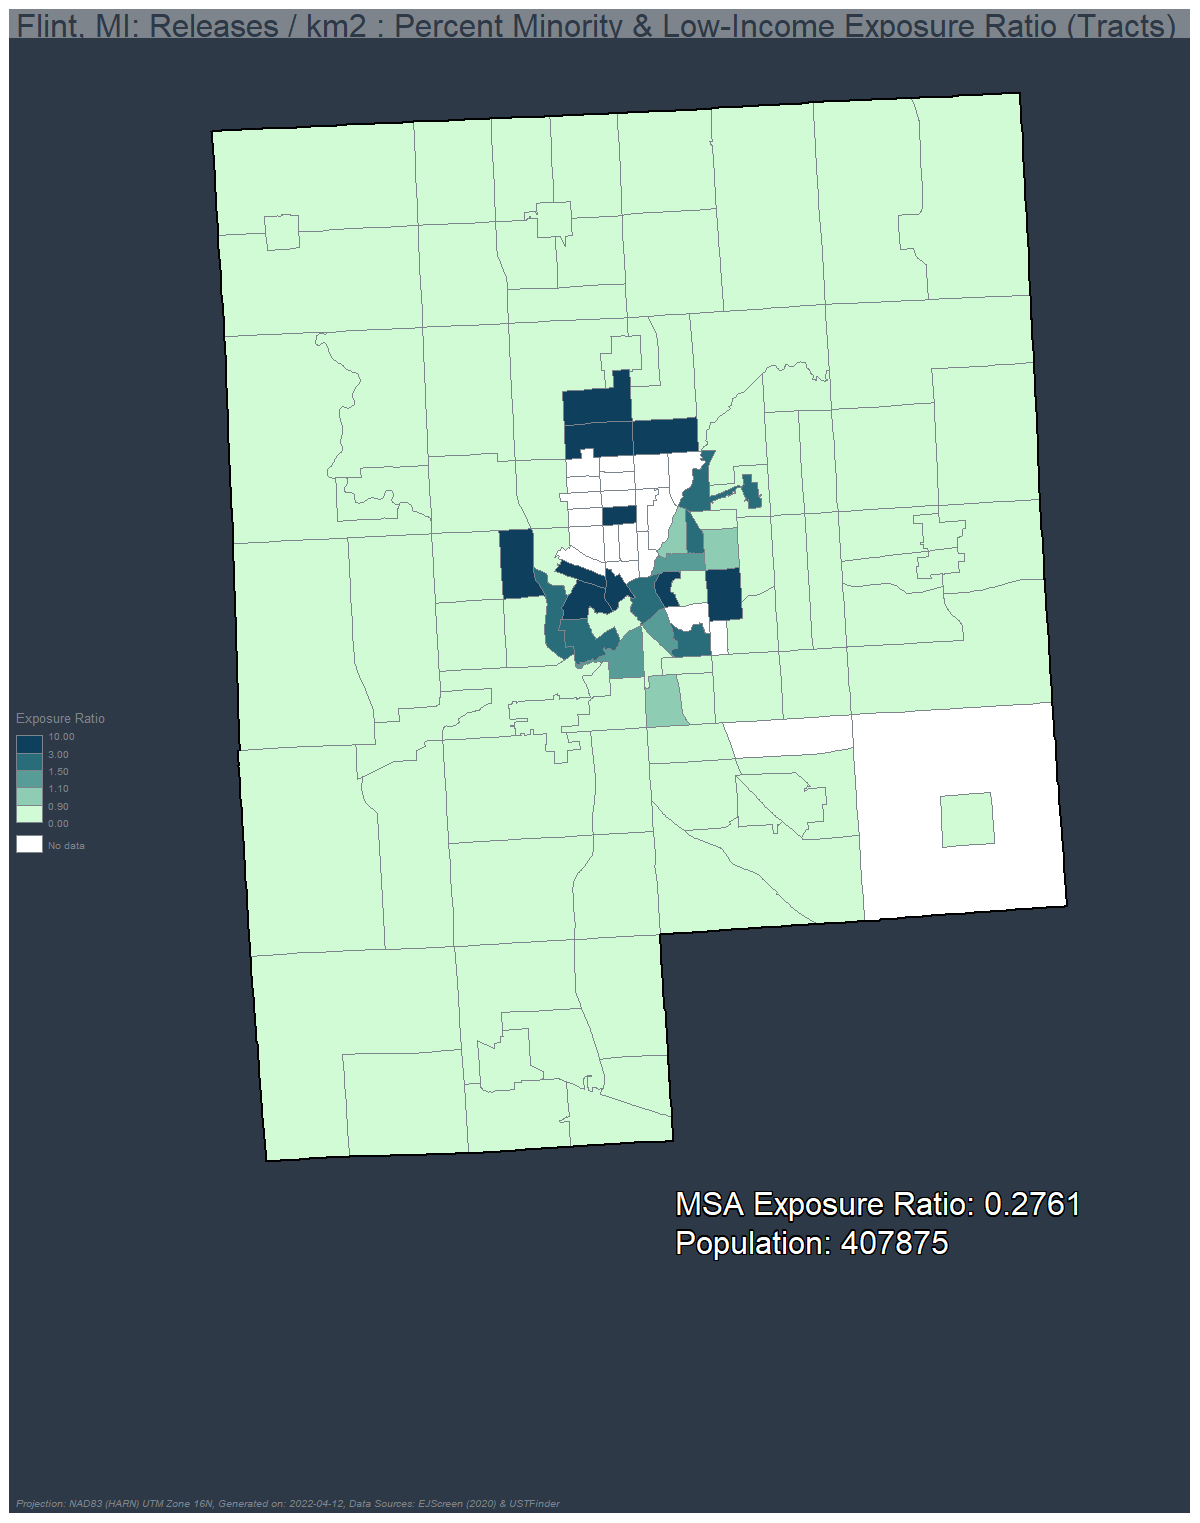 Flint, MI: Releases / km2 : Percent Minority & Low-Income Exposure Ratio (Tracts)
Exposure Ratio
10.00
3.00
1.50
1.10
0.90
0.00
No data
MSA Exposure Ratio: 0.2761
Population: 407875
Projection: NAD83 (HARN) UTM Zone 16N, Generated on: 2022-04-12, Data Sources: EJScreen (2020) & USTFinder